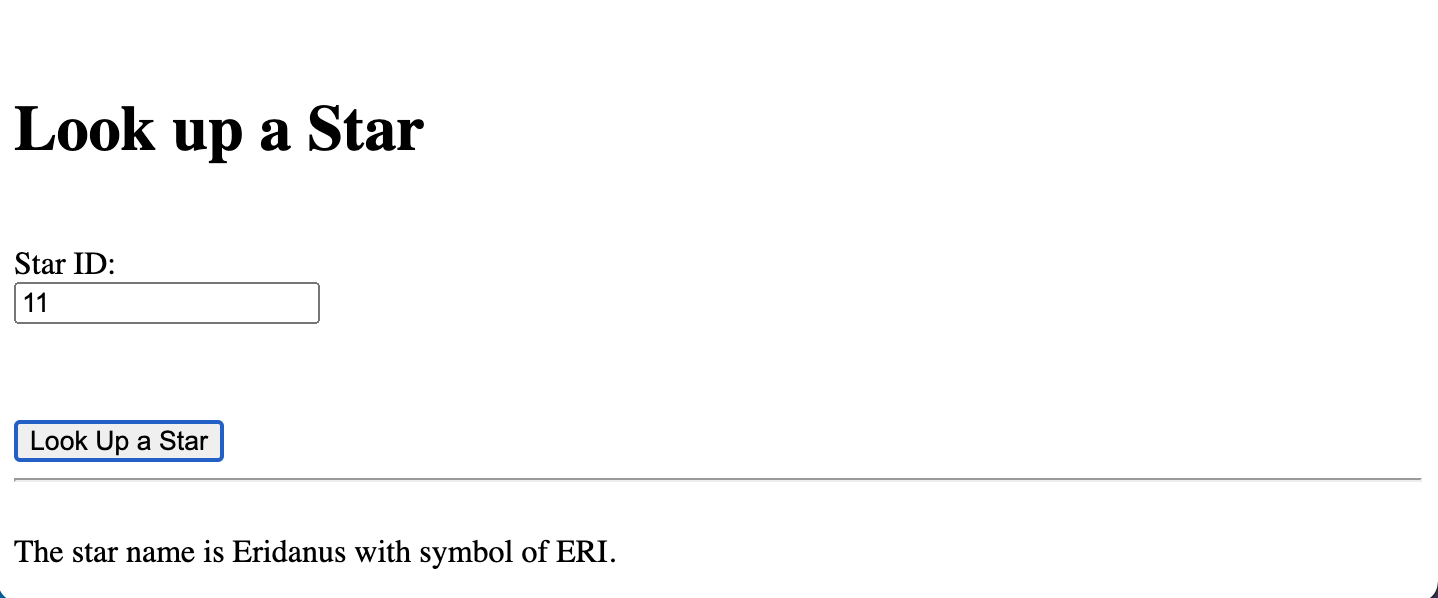 Look up a Star
Star ID:
11
Look Up a Star
The star name is Eridanus with symbol of ERI.